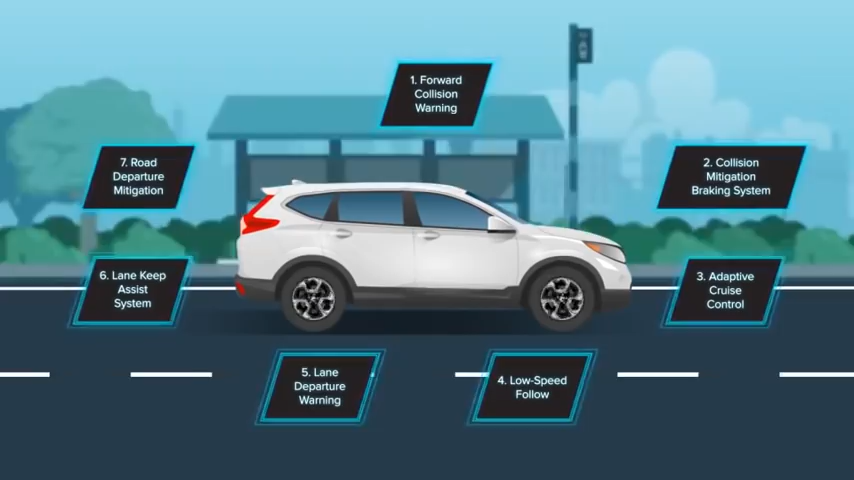 1. Forward
Collision
Warning
2. Collision
Mitigation
Braking System
3. Adaptive
Cruise
Control
4. Low-Speed
Follow
5. Lane
Departure
Warning
6. Lane Keep
Assist
System
7. Road
Departure
Mitigation